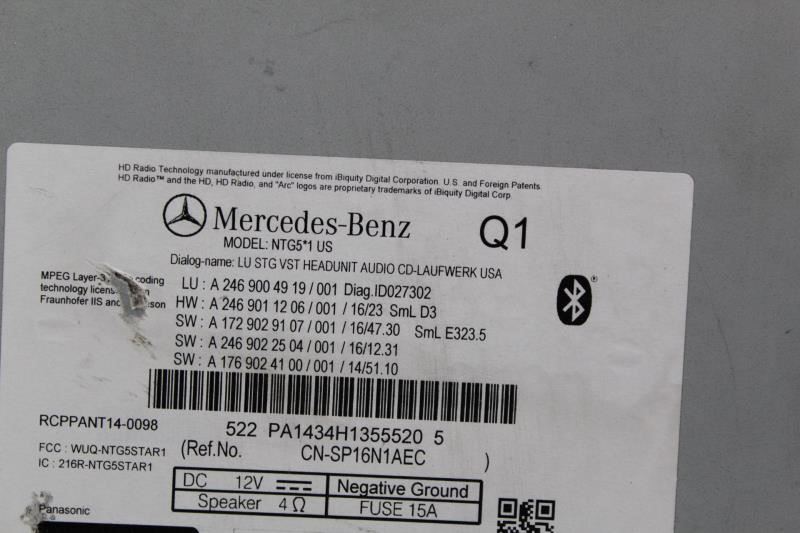 HD Radio Technology manufactured under license from iBiquity Digital Corporation. U.S. and Foreign Patents.
HD Radio™ and the HD, HD Radio, and "Arc" logos are proprietary trademarks of iBiquity Digital Corp.
Mercedes-Benz Q1
MODEL: NTG5*1 US
Dialog-name: LU STG VST HEADUNIT AUDIO CD-LAUFWERK USA
MPEG Layer-3 coding
technology
Fraunhofer IIS and
LU : A 246 900 49 19 / 001 Diag.ID027302
HW : A 246 901 12 06 / 001 / 16/23 SmL D3
SW : A 172 902 91 07 / 001 / 16/47.30 SmL E323.5
SW : A 246 902 25 04 / 001 / 16/12.31
SW : A 176 902 41 00 / 001 / 14/51.10
RCPPANT14-0098
522 PA1434H1355520 5
FCC : WUQ-NTG5STAR1
IC : 216R-NTG5STAR1
(Ref.No. CN-SP16N1AEC )
DC 12V Negative Ground
Speaker 4Ω FUSE 15A
Panasonic